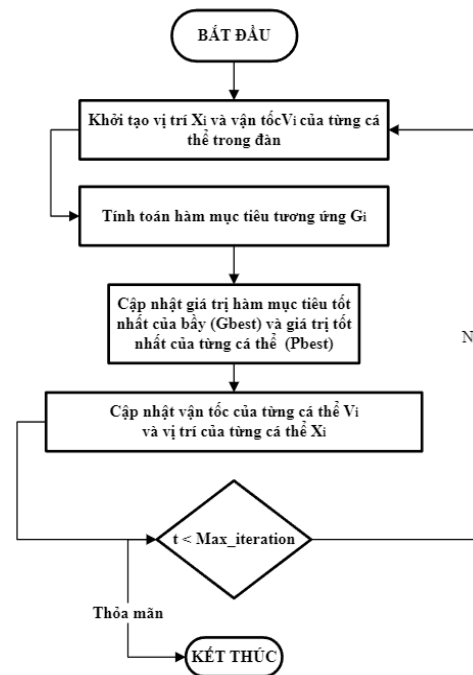 BẮT ĐẦU
Khởi tạo vị trí Xi và vận tốcVi của từng cá
thể trong đàn
Tính toán hàm mục tiêu tương ứng Gi
Cập nhật giá trị hàm mục tiêu tốt
nhất của bầy (Gbest) và giá trị tốt
nhất của từng cá thể (Pbest)
N
Cập nhật vận tốc của từng cá thể Vi
và vị trí của từng cá thể Xi
t < Max_iteration
Thỏa mãn
KẾT THÚC